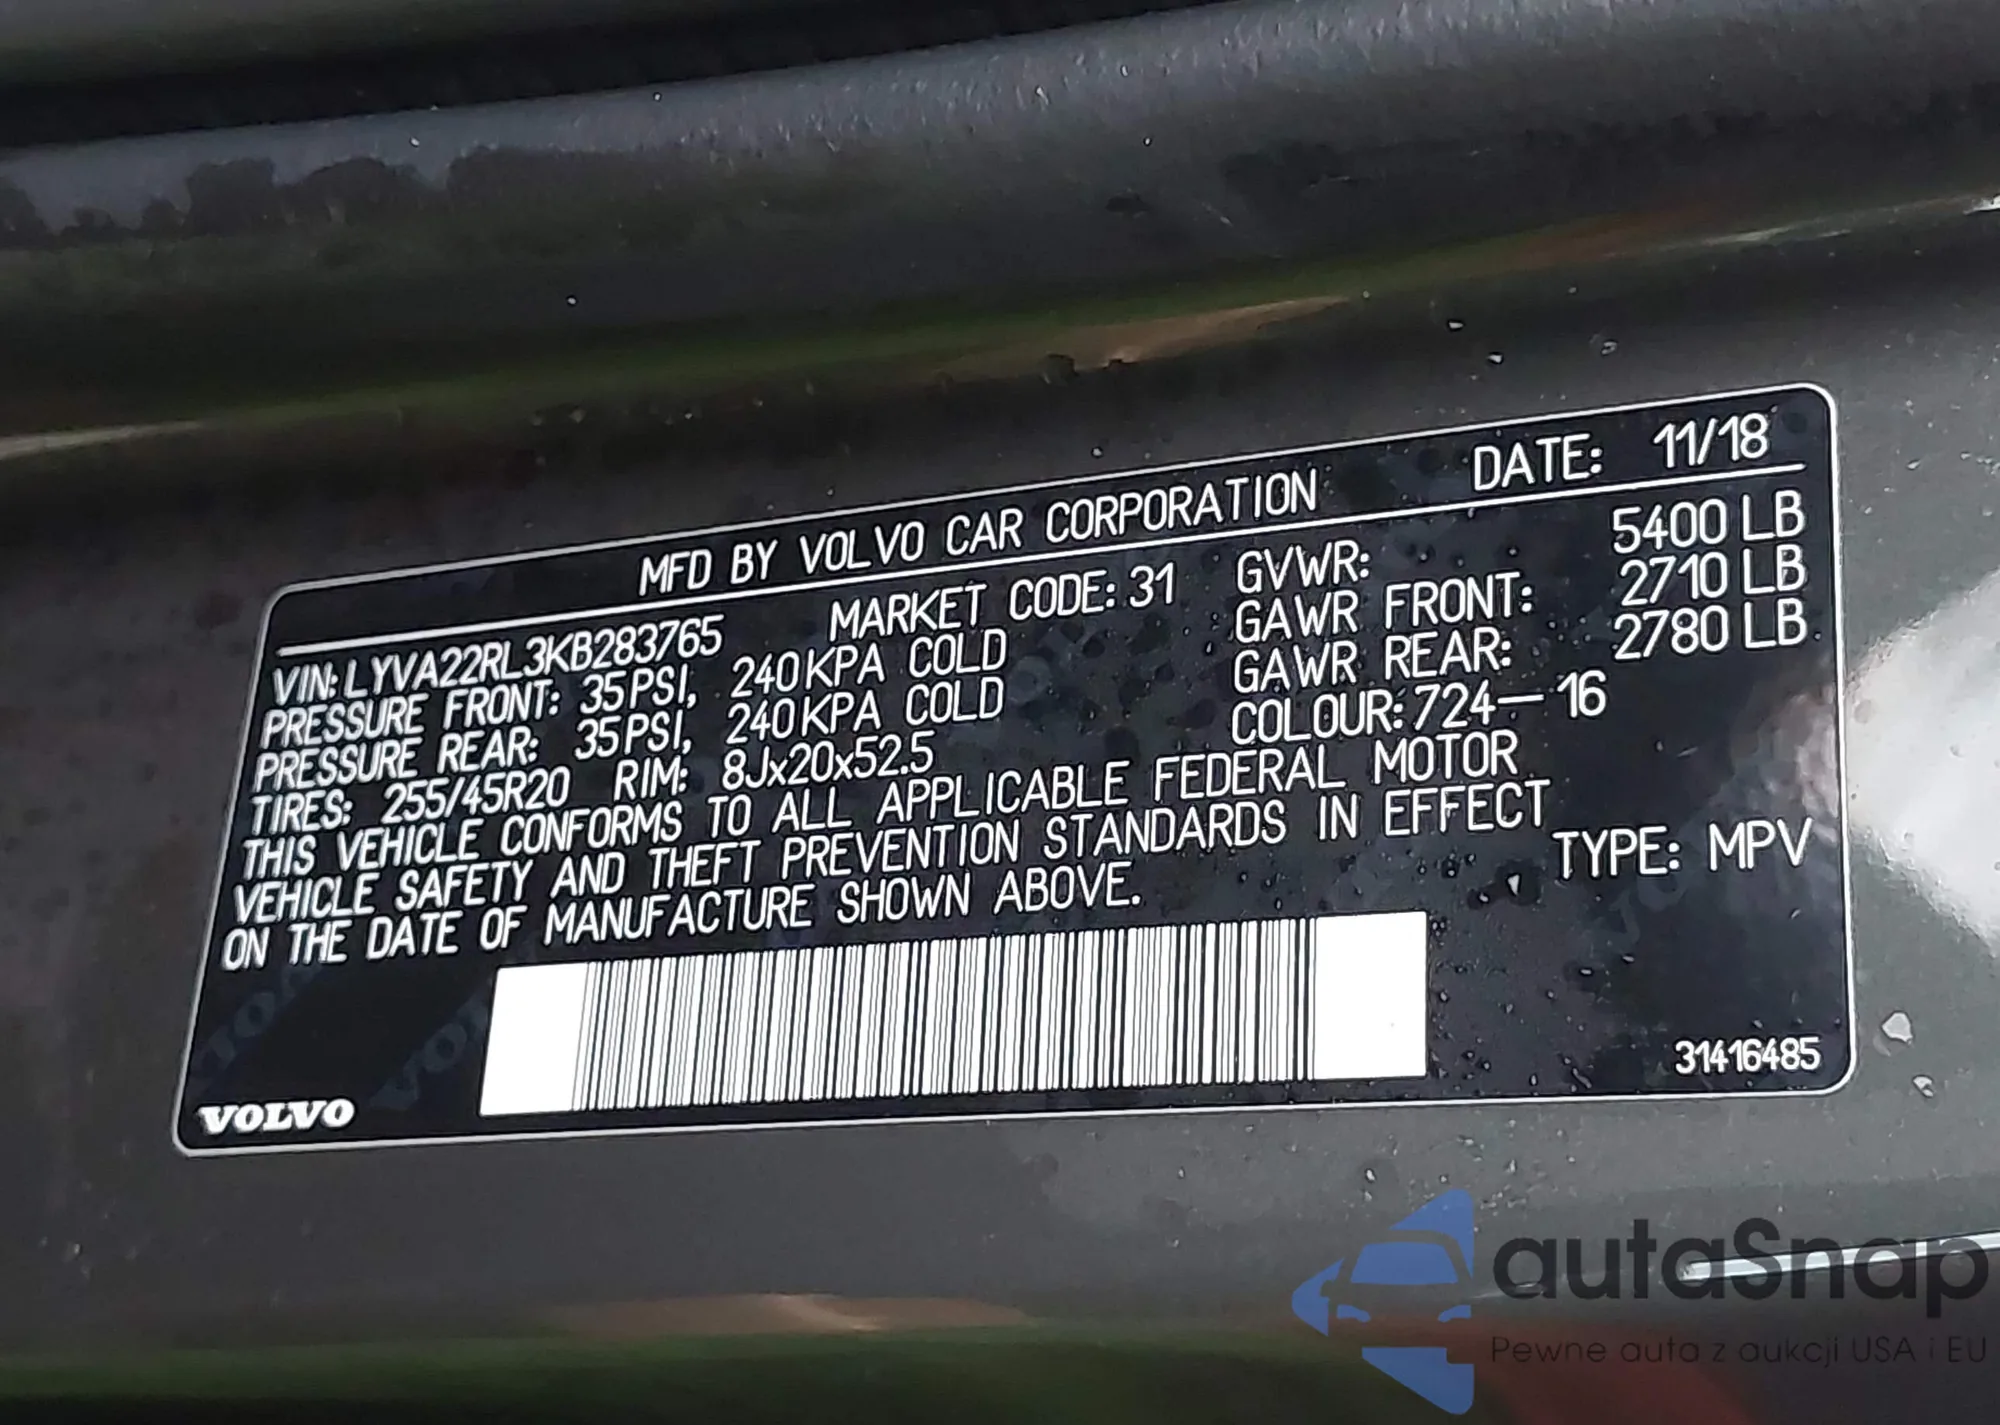 MFD BY VOLVO CAR CORPORATION DATE: 11/18
VIN: LYVA22RL3KB283765 MARKET CODE: 31 GVWR: 5400 LB
PRESSURE FRONT: 35PSI, 240KPA COLD GAWR FRONT: 2710 LB
PRESSURE REAR: 35PSI, 240KPA COLD GAWR REAR: 2780 LB
TIRES: 255/45R20 RIM: 8Jx20x52.5 COLOUR: 724-16
THIS VEHICLE CONFORMS TO ALL APPLICABLE FEDERAL MOTOR
VEHICLE SAFETY AND THEFT PREVENTION STANDARDS IN EFFECT
ON THE DATE OF MANUFACTURE SHOWN ABOVE. TYPE: MPV
31416485
VOLVO
autaSnap
Pewne auta z aukcji USA i EU